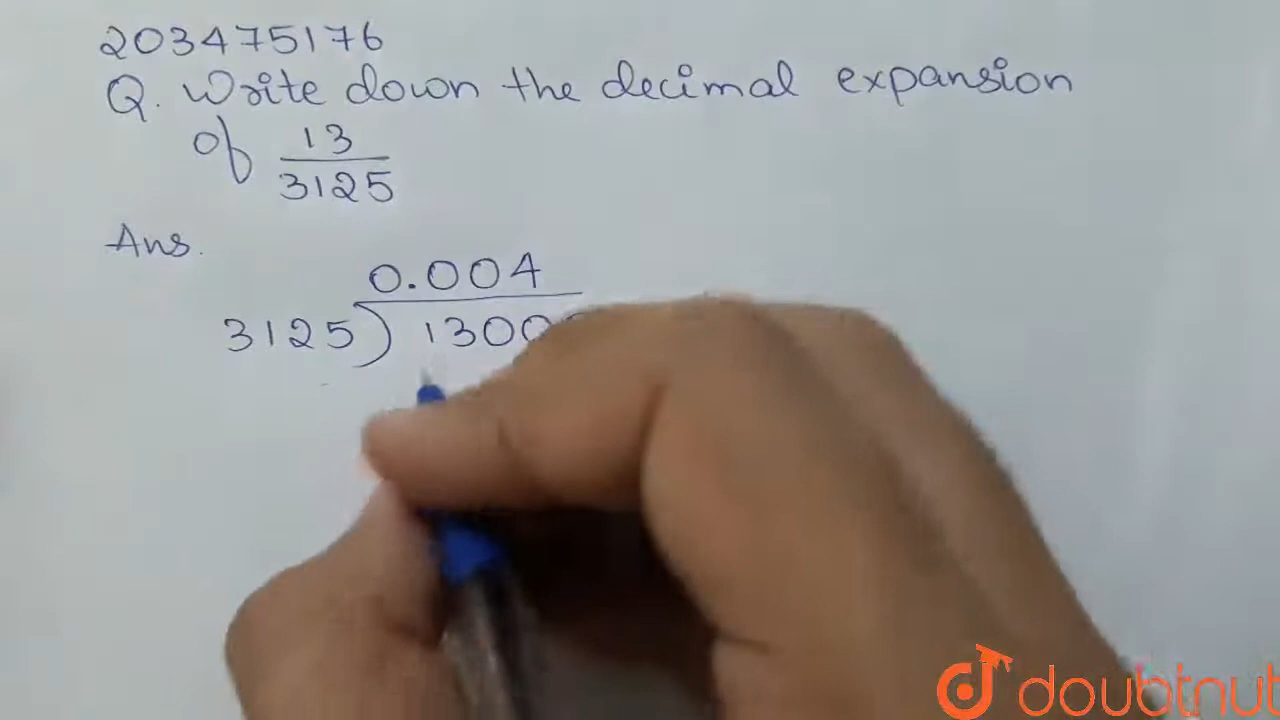 203475176
Q. Write down the decimal expansion
of 13/3125
Ans.
0.004
3125) 1300
doubtnut